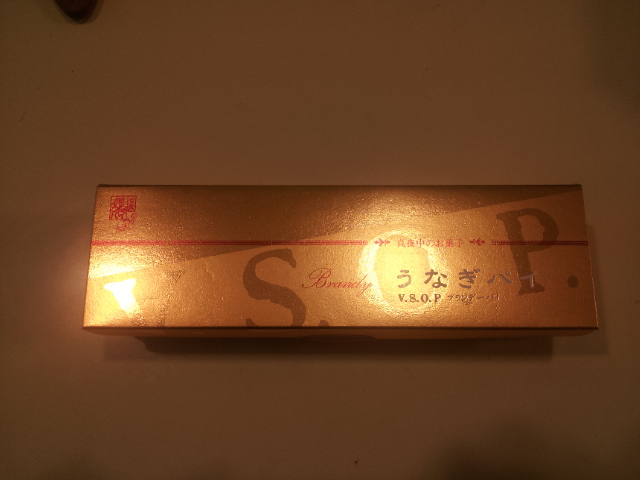 真夜中のお菓子
S.O.P.
Brandy
うなぎパイ
V.S.O.P ブランデー入り